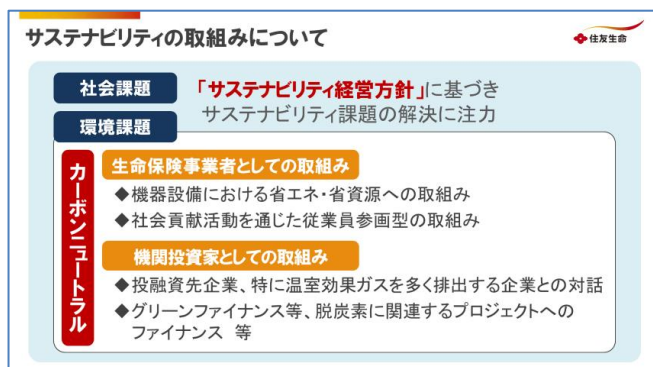 サステナビリティの取組みについて
住友生命
社会課題
「サステナビリティ経営方針」に基づき
サステナビリティ課題の解決に注力
環境課題
カーボンニュートラル
生命保険事業者としての取組み
◆機器設備における省エネ・省資源への取組み
◆社会貢献活動を通じた従業員参画型の取組み
機関投資家としての取組み
◆投融資先企業、特に温室効果ガスを多く排出する企業との対話
◆グリーンファイナンス等、脱炭素に関連するプロジェクトへの
ファイナンス 等